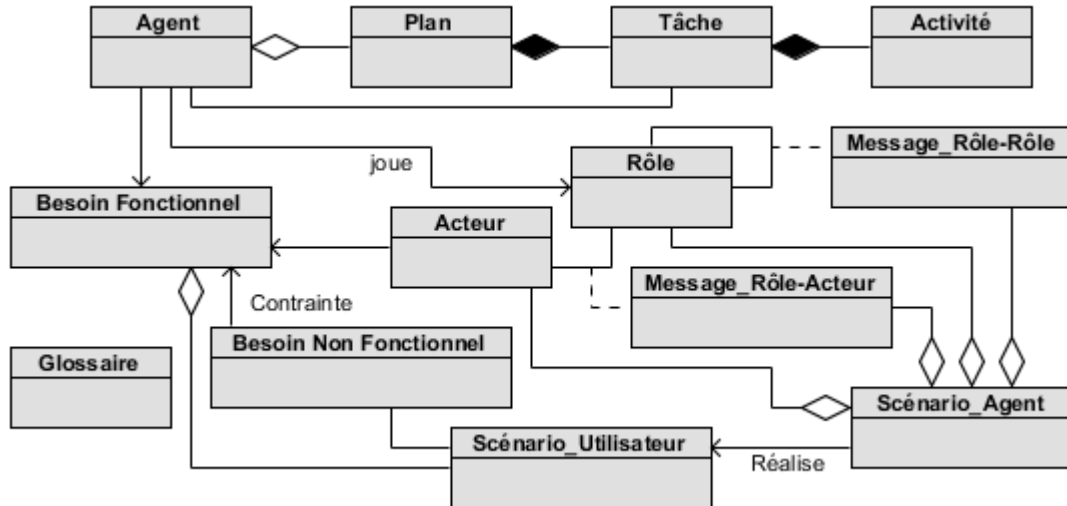 Agent
Plan
Tâche
Activité
joue
Rôle
Message_Rôle-Rôle
Besoin Fonctionnel
Acteur
Message_Rôle-Acteur
Contrainte
Besoin Non Fonctionnel
Glossaire
Scénario_Agent
Scénario_Utilisateur
Réalise